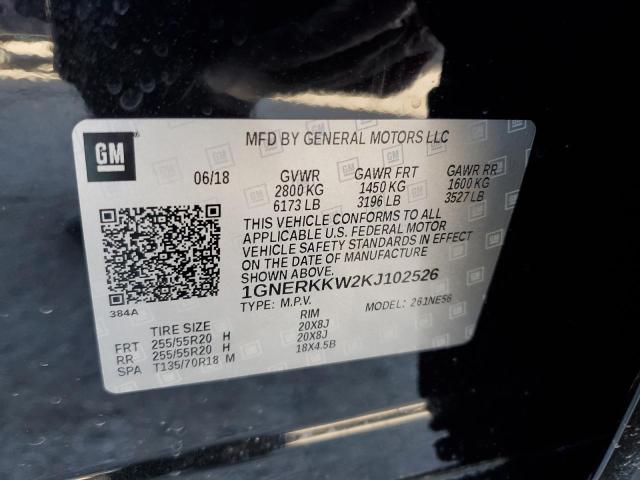 GM
MFD BY GENERAL MOTORS LLC
06/18 GVWR GAWR FRT GAWR RR
2800 KG 1450 KG 1600 KG
6173 LB 3196 LB 3527 LB
THIS VEHICLE CONFORMS TO ALL
APPLICABLE U.S. FEDERAL MOTOR
VEHICLE SAFETY STANDARDS IN EFFECT
ON THE DATE OF MANUFACTURE
SHOWN ABOVE.
1GNERKKW2KJ102526
384A TYPE: M.P.V. MODEL: 261NE56
TIRE SIZE RIM
FRT 255/55R20 H 20X8J
RR 255/55R20 H 20X8J
SPA T135/70R18 M 18X4.5B